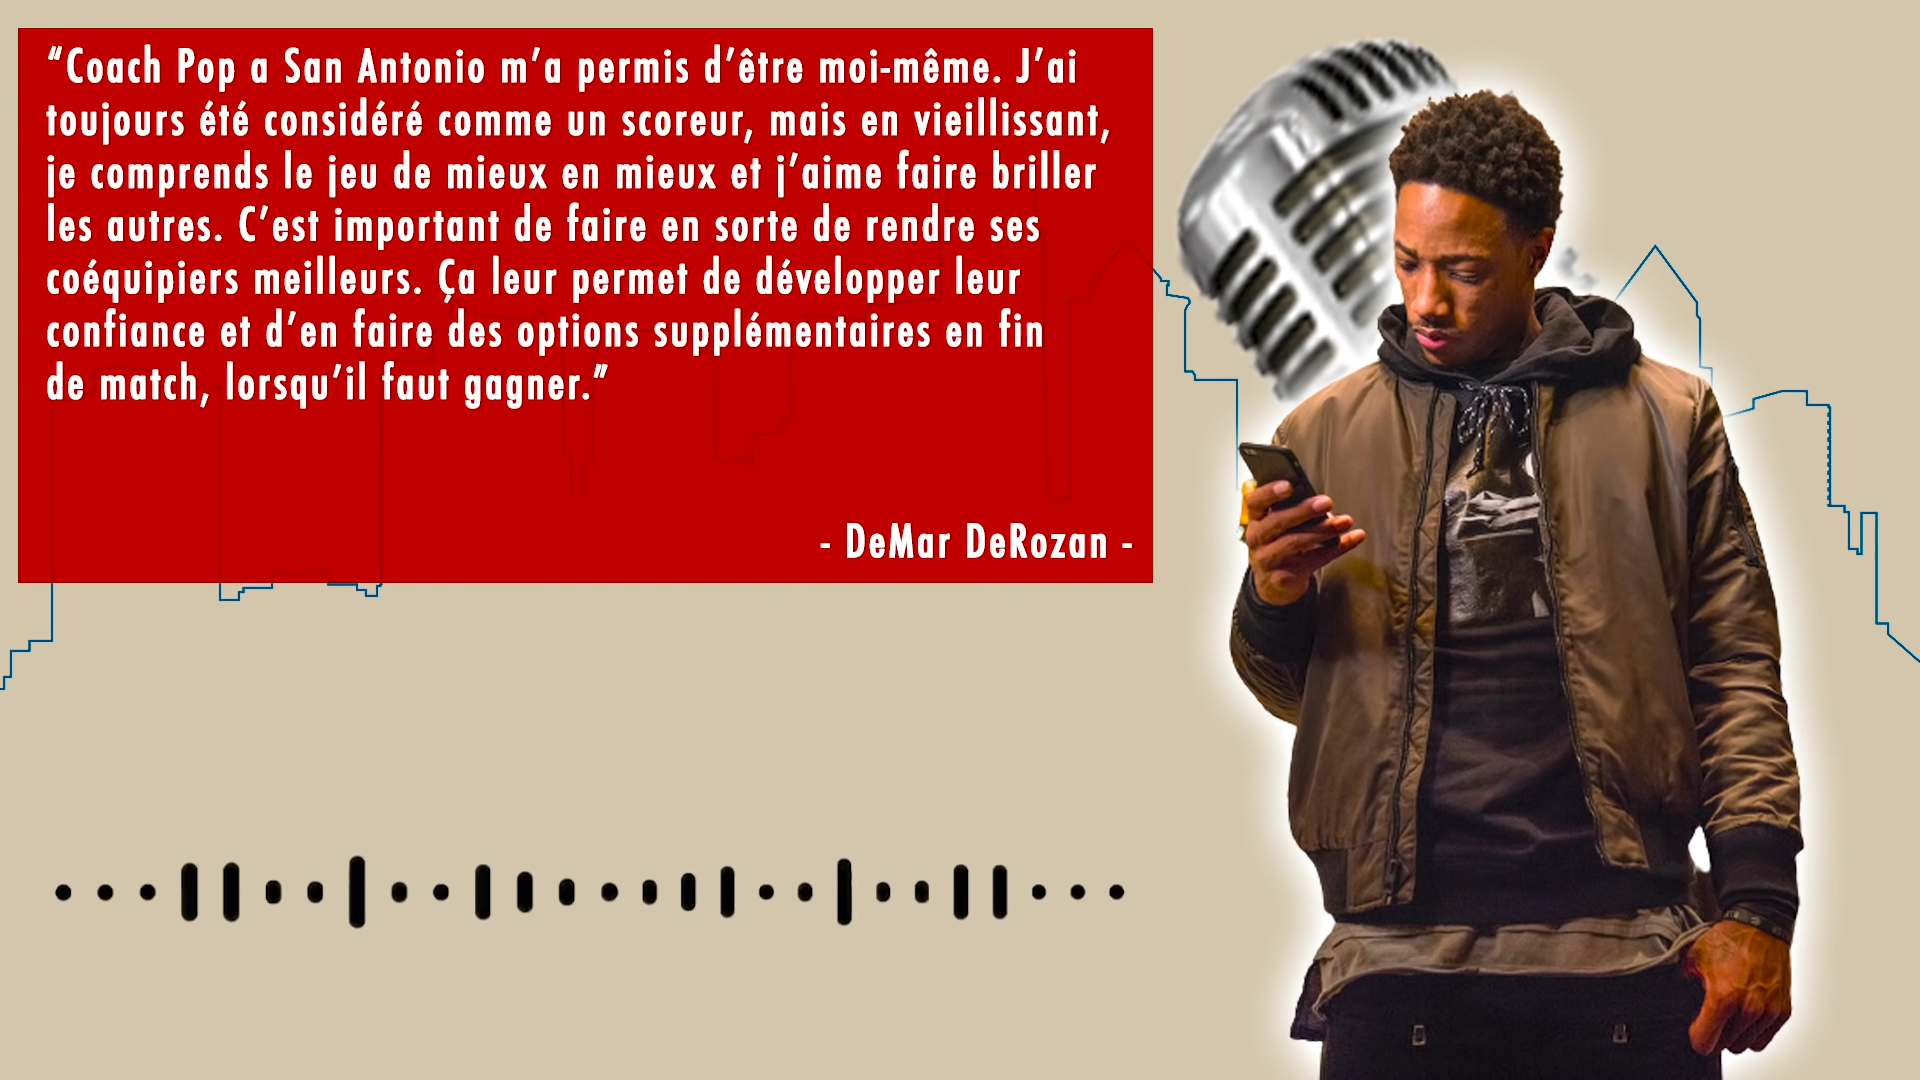 “Coach Pop a San Antonio m’a permis d’être moi-même. J’ai
toujours été considéré comme un scoreur, mais en vieillissant,
je comprends le jeu de mieux en mieux et j’aime faire briller
les autres. C’est important de faire en sorte de rendre ses
coéquipiers meilleurs. Ça leur permet de développer leur
confiance et d’en faire des options supplémentaires en fin
de match, lorsqu’il faut gagner.”
- DeMar DeRozan -